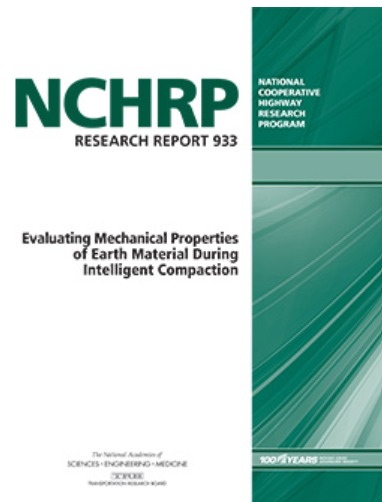 NCHRP
RESEARCH REPORT 933
NATIONAL
COOPERATIVE
HIGHWAY
RESEARCH
PROGRAM
Evaluating Mechanical Properties
of Earth Material During
Intelligent Compaction
The National Academies of
SCIENCES • ENGINEERING • MEDICINE
TRANSPORTATION RESEARCH BOARD
100 YEARS